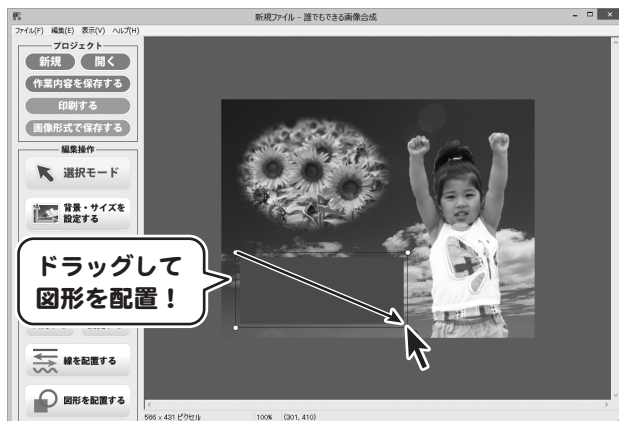 新規ファイル - 誰でもできる画像合成
ファイル(F) 編集(E) 表示(V) ヘルプ(H)
プロジェクト
新規 開く
作業内容を保存する
印刷する
画像形式で保存する
編集操作
選択モード
背景・サイズを
設定する
ドラッグして
図形を配置！
線を配置する
図形を配置する
566 x 431 ピクセル 100% (301, 410)